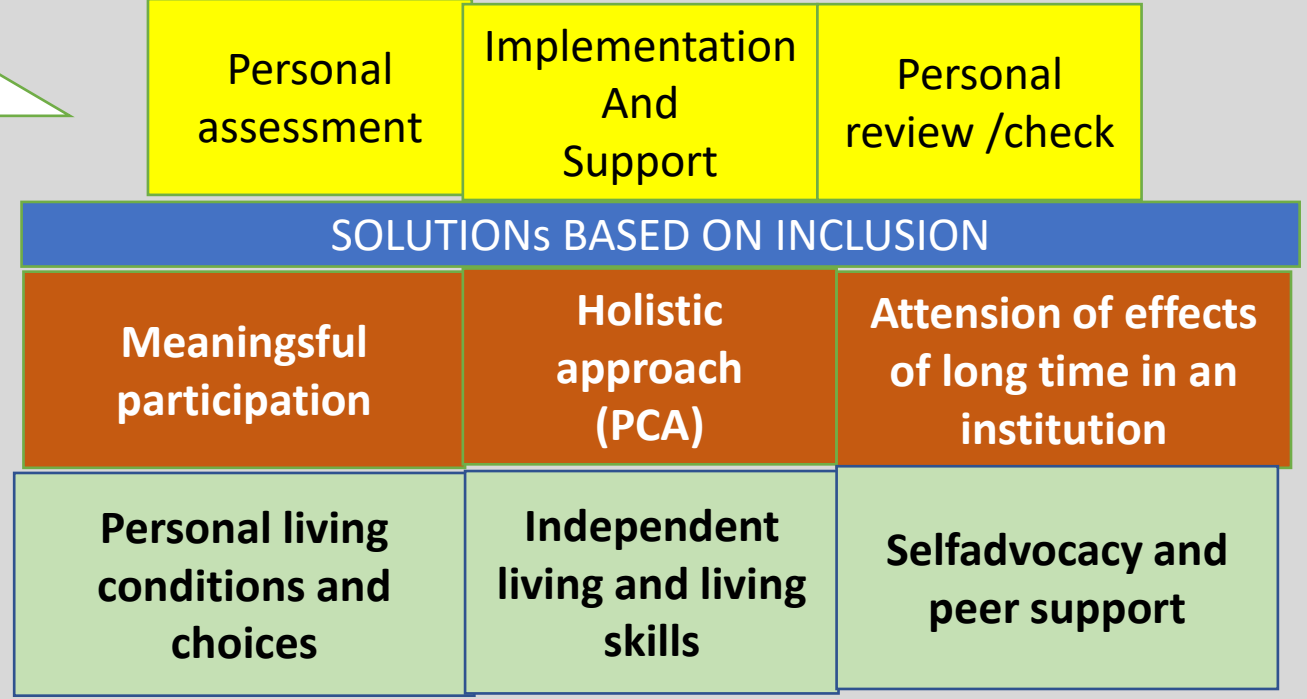 Personal
assessment
Implementation
And
Support
Personal
review /check
SOLUTIONs BASED ON INCLUSION
Meaningsful
participation
Holistic
approach
(PCA)
Attension of effects
of long time in an
institution
Personal living
conditions and
choices
Independent
living and living
skills
Selfadvocacy and
peer support